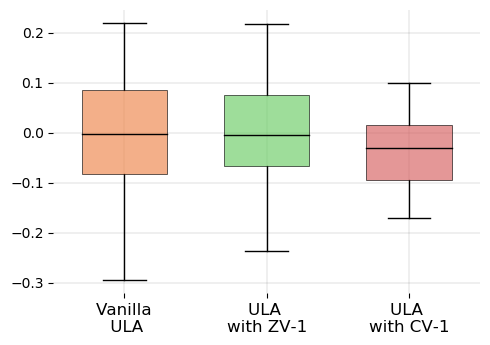 0.2
0.1
0.0
−0.1
−0.2
−0.3
Vanilla
ULA
ULA
with ZV-1
ULA
with CV-1